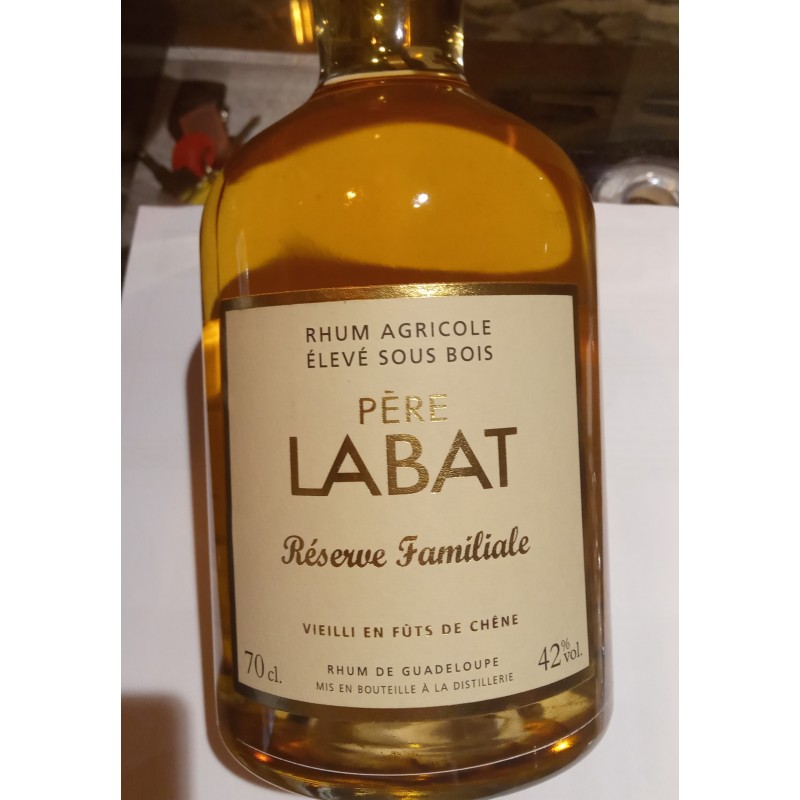 RHUM AGRICOLE
ÉLEVÉ SOUS BOIS
PÈRE
LABAT
Réserve Familiale
VIEILLI EN FÛTS DE CHÊNE
70 cl.
RHUM DE GUADELOUPE
MIS EN BOUTEILLE À LA DISTILLERIE
42% vol.